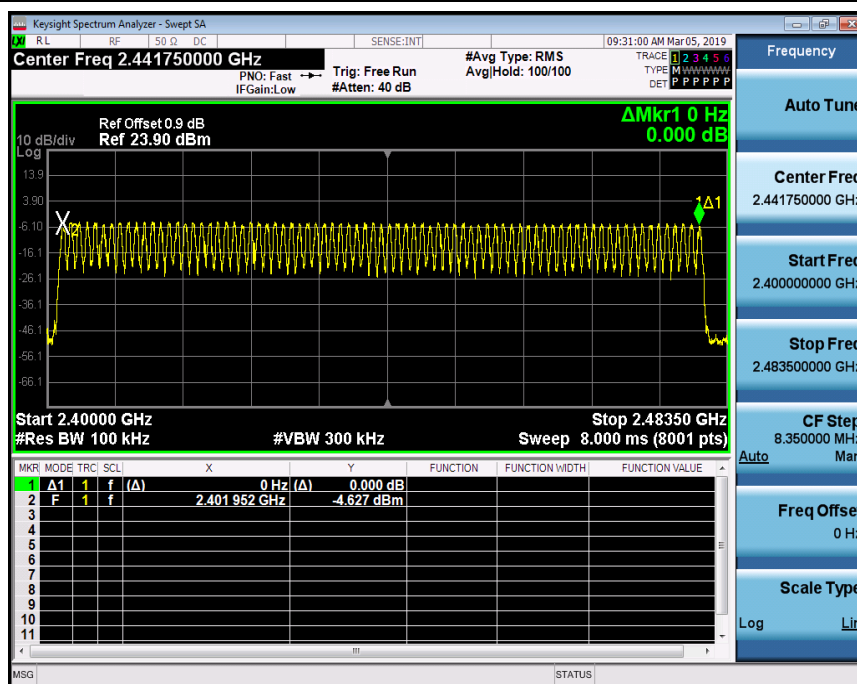 Keysight Spectrum Analyzer - Swept SA
LXI RL RF 50 Ω DC SENSE:INT 09:31:00 AM Mar 05, 2019
Center Freq 2.441750000 GHz
PNO: Fast
IFGain:Low
Trig: Free Run
#Atten: 40 dB
#Avg Type: RMS
Avg|Hold: 100/100
TRACE 1 2 3 4 5 6
TYPE M WWWWW
DET P P P P P P
Frequency
ΔMkr1 0 Hz
0.000 dB
Ref Offset 0.9 dB
10 dB/div Ref 23.90 dBm
Log
13.9
3.90
-6.10
-16.1
-26.1
-36.1
-46.1
-56.1
-66.1
X2
1Δ1
Start 2.40000 GHz Stop 2.48350 GHz
#Res BW 100 kHz #VBW 300 kHz Sweep 8.000 ms (8001 pts)
MKR MODE TRC SCL X Y FUNCTION FUNCTION WIDTH FUNCTION VALUE
1 Δ1 1 f (Δ) 0 Hz (Δ) 0.000 dB
2 F 1 f 2.401 952 GHz -4.627 dBm
3
4
5
6
7
8
9
10
11
MSG STATUS
Auto Tune
Center Freq
2.441750000 GHz
Start Freq
2.400000000 GHz
Stop Freq
2.483500000 GHz
CF Step
8.350000 MHz
Auto Man
Freq Offset
0 Hz
Scale Type
Log Lin